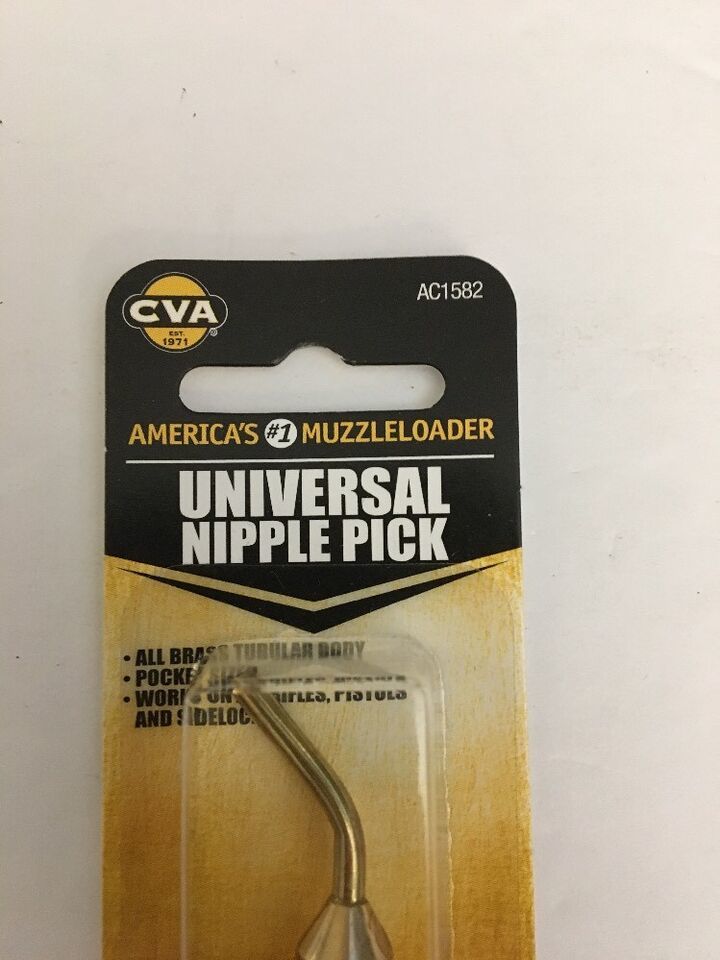 CVA
EST.
1971
®
AC1582
AMERICA'S #1 MUZZLELOADER
UNIVERSAL
NIPPLE PICK
• ALL BRASS TUBULAR BODY
• POCKET
• WORKS ON RIFLES, PISTOLS
AND SIDELOC